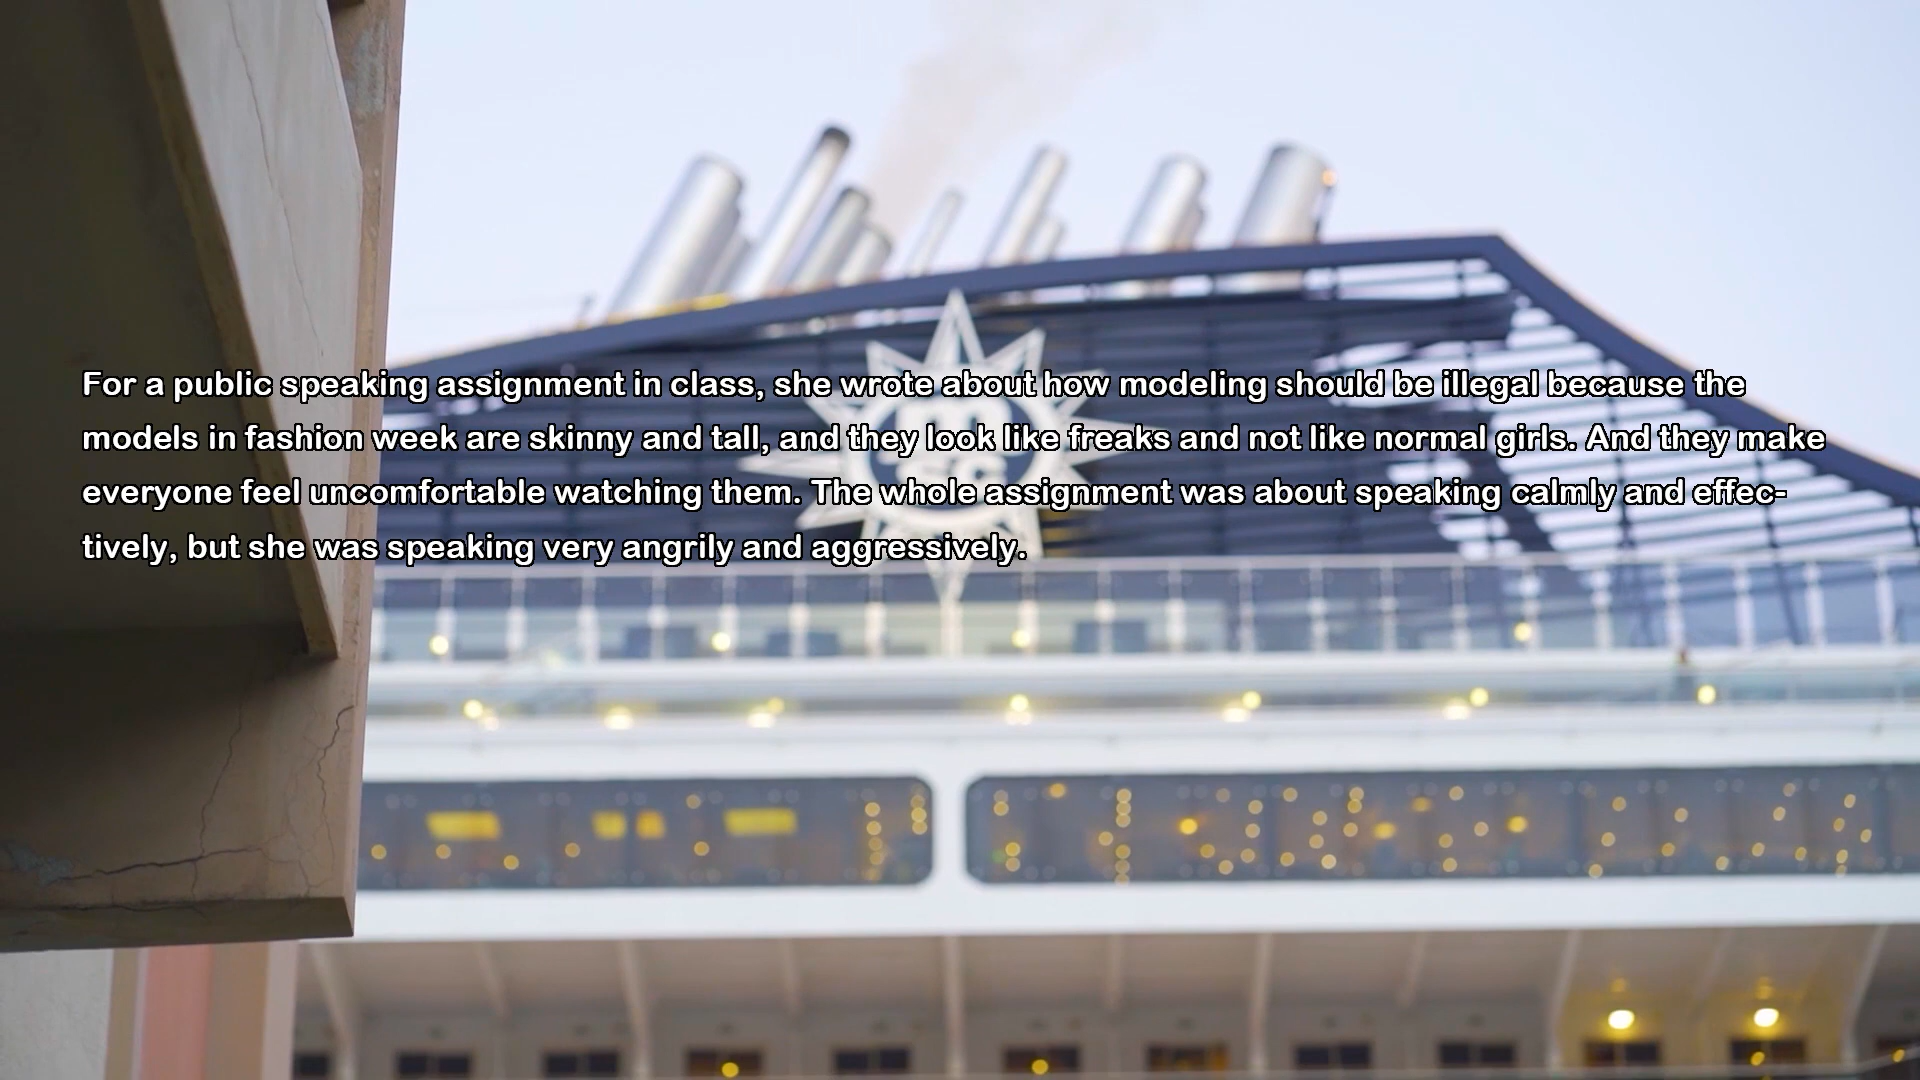 For a public speaking assignment in class, she wrote about how modeling should be illegal because the
models in fashion week are skinny and tall, and they look like freaks and not like normal girls. And they make
everyone feel uncomfortable watching them. The whole assignment was about speaking calmly and effec-
tively, but she was speaking very angrily and aggressively.